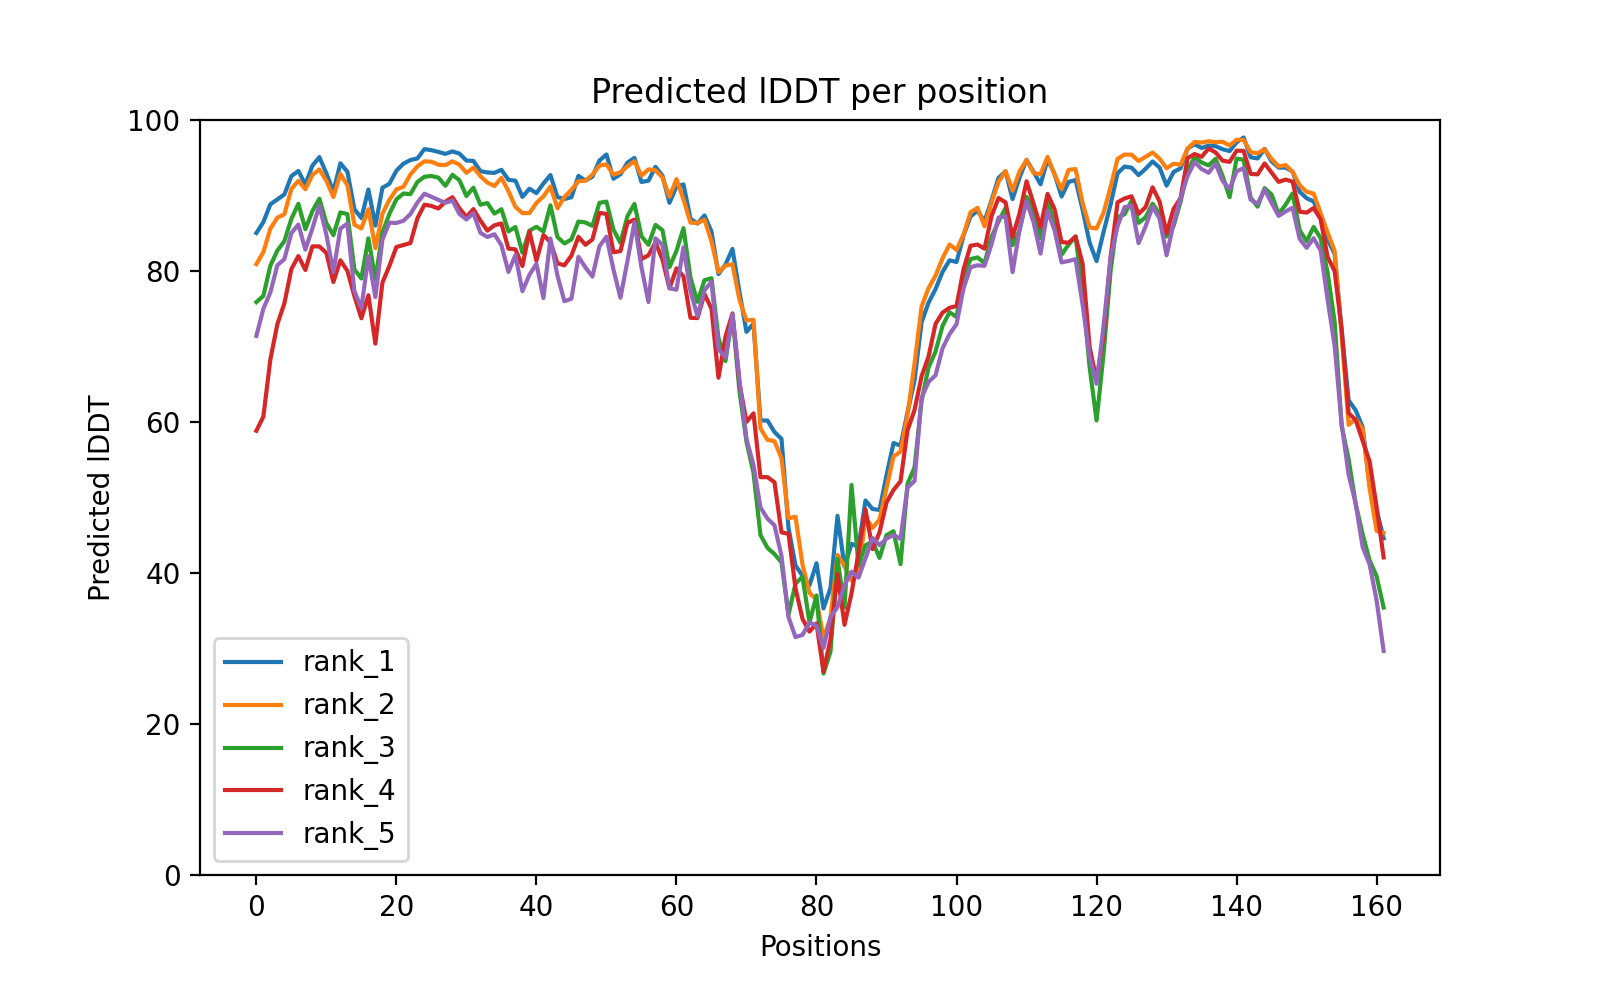 Predicted lDDT per position
100
80
60
40
20
0
Predicted lDDT
rank_1
rank_2
rank_3
rank_4
rank_5
0 20 40 60 80 100 120 140 160
Positions